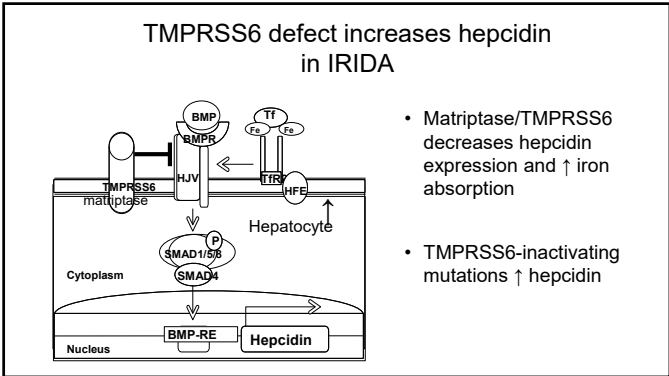 TMPRSS6 defect increases hepcidin
in IRIDA
BMP
BMPR
Tf
Fe
Fe
HJV
TfR2
HFE
TMPRSS6
matriptase
Hepatocyte
↑
P
SMAD1/5/8
SMAD4
Cytoplasm
BMP-RE
Hepcidin
Nucleus
• Matriptase/TMPRSS6
decreases hepcidin
expression and ↑ iron
absorption
• TMPRSS6-inactivating
mutations ↑ hepcidin